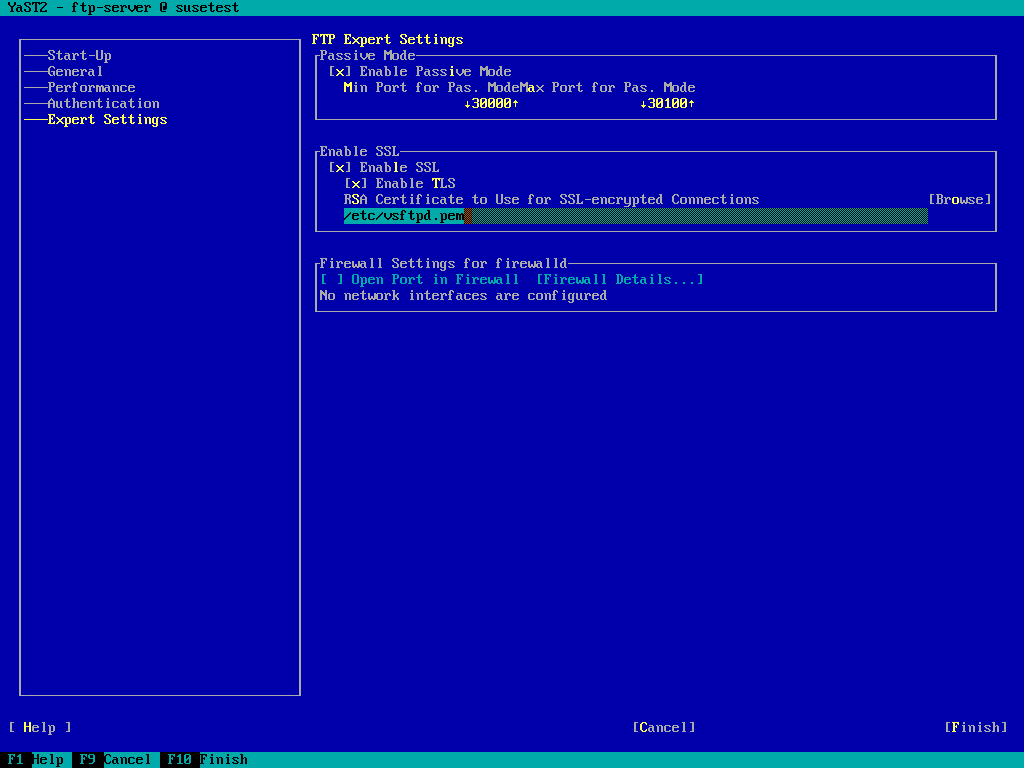 YaST2 - ftp-server @ susetest
Start-Up
General
Performance
Authentication
Expert Settings
FTP Expert Settings
Passive Mode
[x] Enable Passive Mode
Min Port for Pas. ModeMax Port for Pas. Mode
↓30000↑ ↓30100↑
Enable SSL
[x] Enable SSL
[x] Enable TLS
RSA Certificate to Use for SSL-encrypted Connections [Browse]
/etc/vsftpd.pem
Firewall Settings for firewalld
[ ] Open Port in Firewall [Firewall Details...]
No network interfaces are configured
[ Help ] [Cancel] [Finish]
F1 Help F9 Cancel F10 Finish